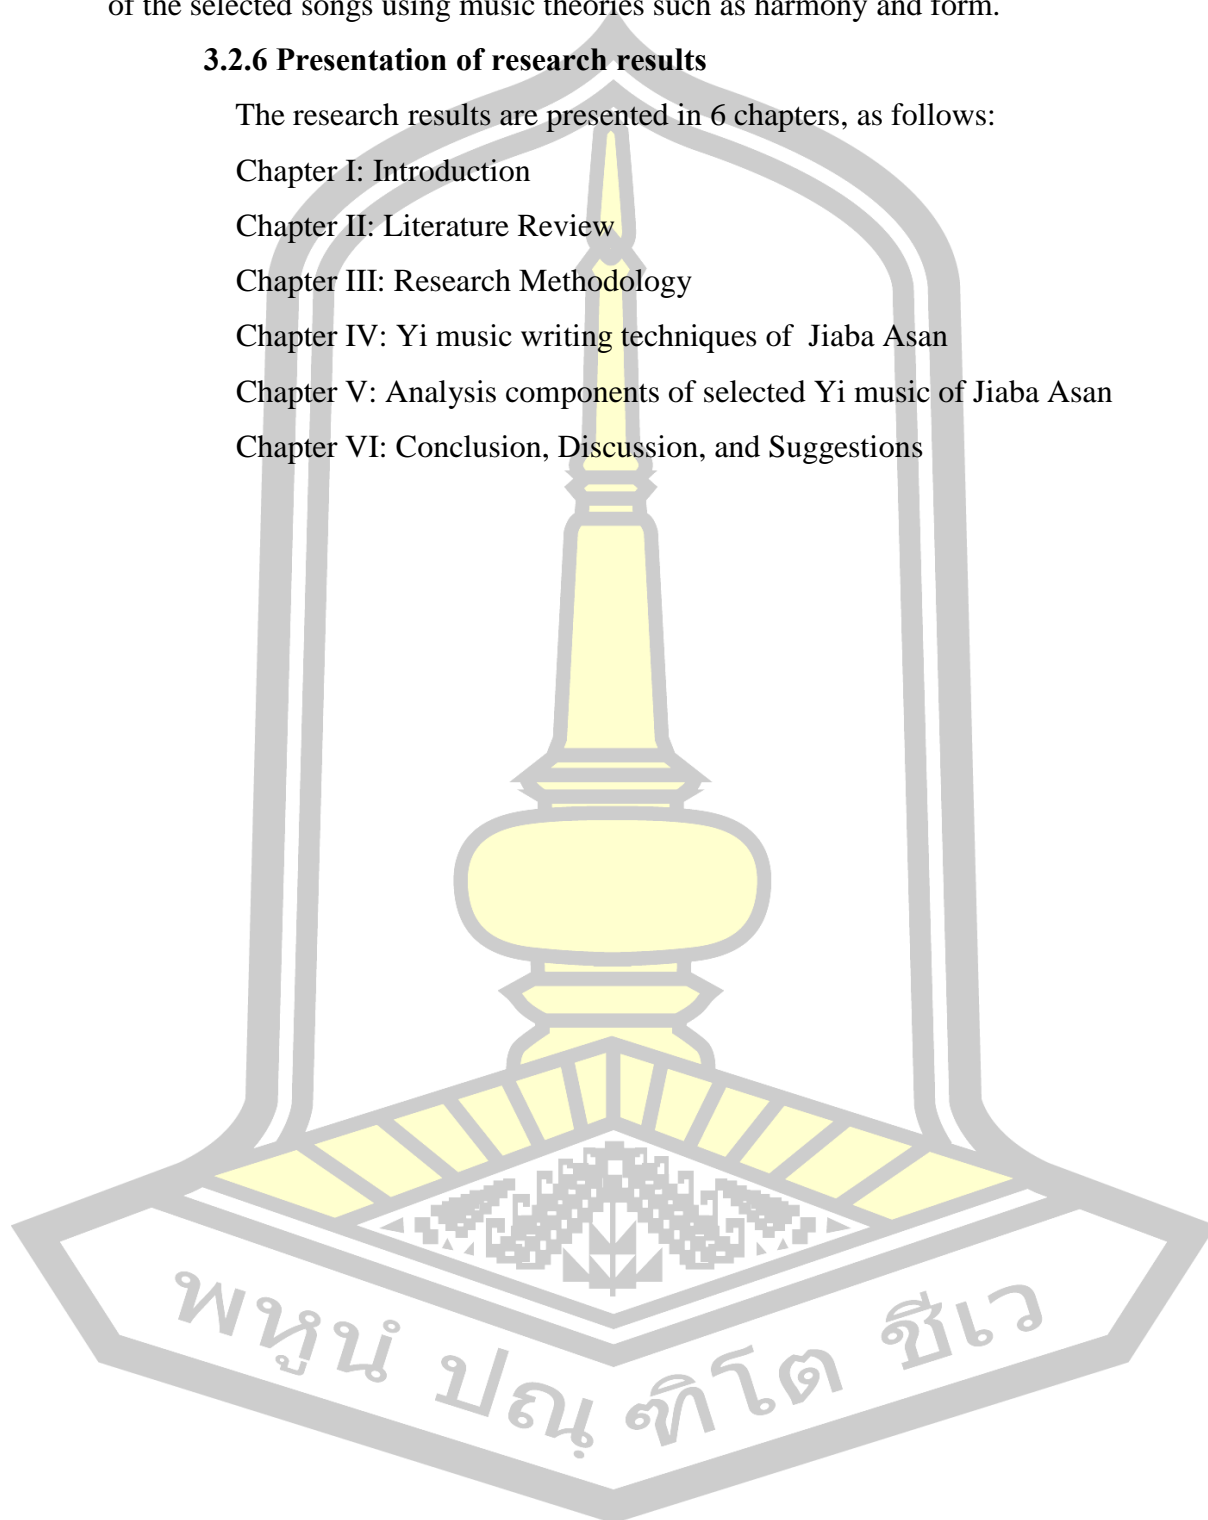 of the selected songs using music theories such as harmony and form.
3.2.6 Presentation of research results
The research results are presented in 6 chapters, as follows:
Chapter I: Introduction
Chapter II: Literature Review
Chapter III: Research Methodology
Chapter IV: Yi music writing techniques of  Jiaba Asan
Chapter V: Analysis components of selected Yi music of Jiaba Asan
Chapter VI: Conclusion, Discussion, and Suggestions
พหูนํ ปณฺฑิโต ชีเว